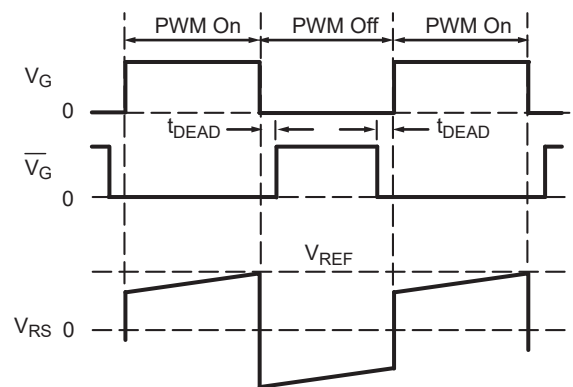 PWM On PWM Off PWM On
V_G
0
t_DEAD t_DEAD
V̅_G̅
0
V_REF
V_RS 0